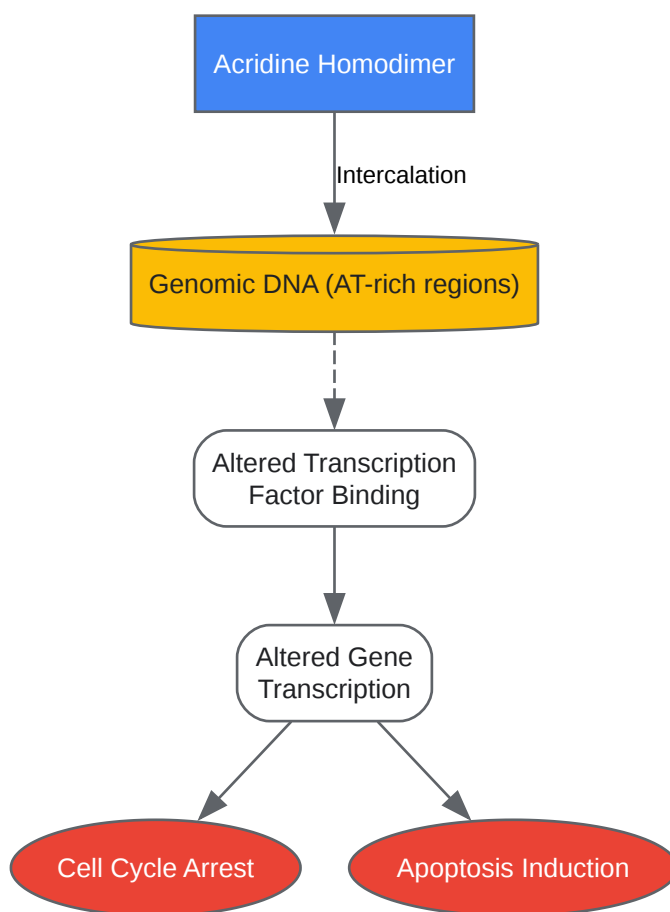 Acridine Homodimer
Intercalation
Genomic DNA (AT-rich regions)
Altered Transcription
Factor Binding
Altered Gene
Transcription
Cell Cycle Arrest
Apoptosis Induction